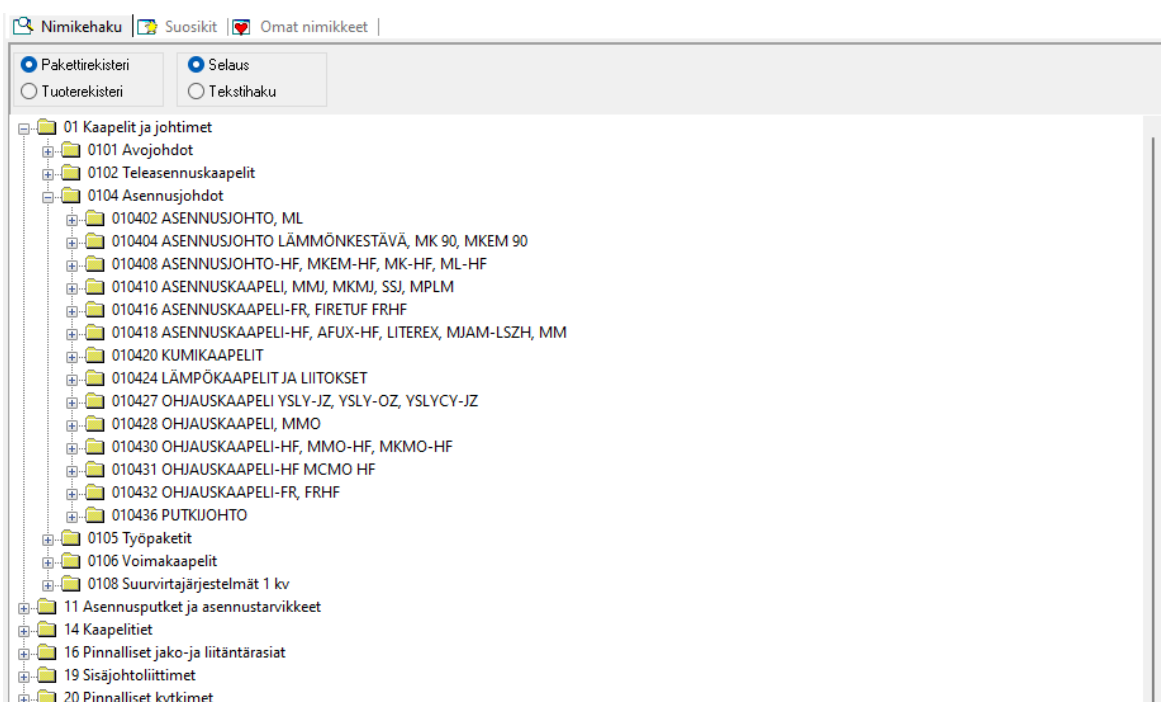 Nimikehaku Suosikit Omat nimikkeet
Pakettirekisteri Selaus
Tuoterekisteri Tekstihaku
01 Kaapelit ja johtimet
0101 Avojohdot
0102 Teleasennuskaapelit
0104 Asennusjohdot
010402 ASENNUSJOHTO, ML
010404 ASENNUSJOHTO LÄMMÖNKESTÄVÄ, MK 90, MKEM 90
010408 ASENNUSJOHTO-HF, MKEM-HF, MK-HF, ML-HF
010410 ASENNUSKAAPELI, MMJ, MKMJ, SSJ, MPLM
010416 ASENNUSKAAPELI-FR, FIRETUF FRHF
010418 ASENNUSKAAPELI-HF, AFUX-HF, LITEREX, MJAM-LSZH, MM
010420 KUMIKAAPELIT
010424 LÄMPÖKAAPELIT JA LIITOKSET
010427 OHJAUSKAAPELI YSLY-JZ, YSLY-OZ, YSLYCY-JZ
010428 OHJAUSKAAPELI, MMO
010430 OHJAUSKAAPELI-HF, MMO-HF, MKMO-HF
010431 OHJAUSKAAPELI-HF MCMO HF
010432 OHJAUSKAAPELI-FR, FRHF
010436 PUTKIJOHTO
0105 Työpaketit
0106 Voimakaapelit
0108 Suurvirtajärjestelmät 1 kv
11 Asennusputket ja asennustarvikkeet
14 Kaapelitiet
16 Pinnalliset jako-ja liitäntärasiat
19 Sisäjohtoliittimet
20 Pinnalliset kytkimet